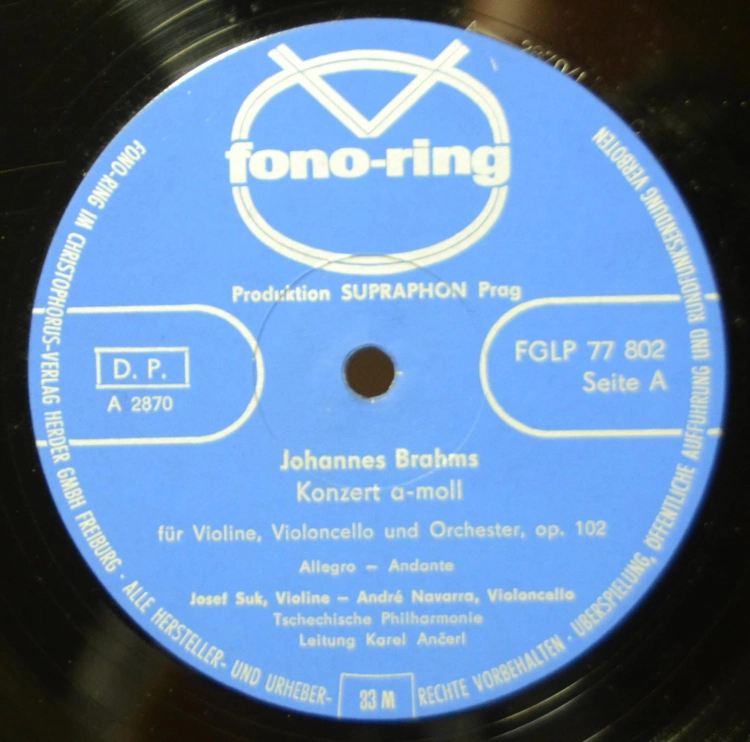 fono-ring
Produktion SUPRAPHON Prag
D. P.
A 2870
FGLP 77 802
Seite A
Johannes Brahms
Konzert a-moll
für Violine, Violoncello und Orchester, op. 102
Allegro – Andante
Josef Suk, Violine – André Navarra, Violoncello
Tschechische Philharmonie
Leitung Karel Ančerl
33 M
FONO-RING IM CHRISTOPHORUS-VERLAG HERDER GMBH FREIBURG · ALLE HERSTELLER- UND URHEBER-
RECHTE VORBEHALTEN · ÜBERSPIELUNG, ÖFFENTLICHE AUFFÜHRUNG UND RUNDFUNKSENDUNG VERBOTEN